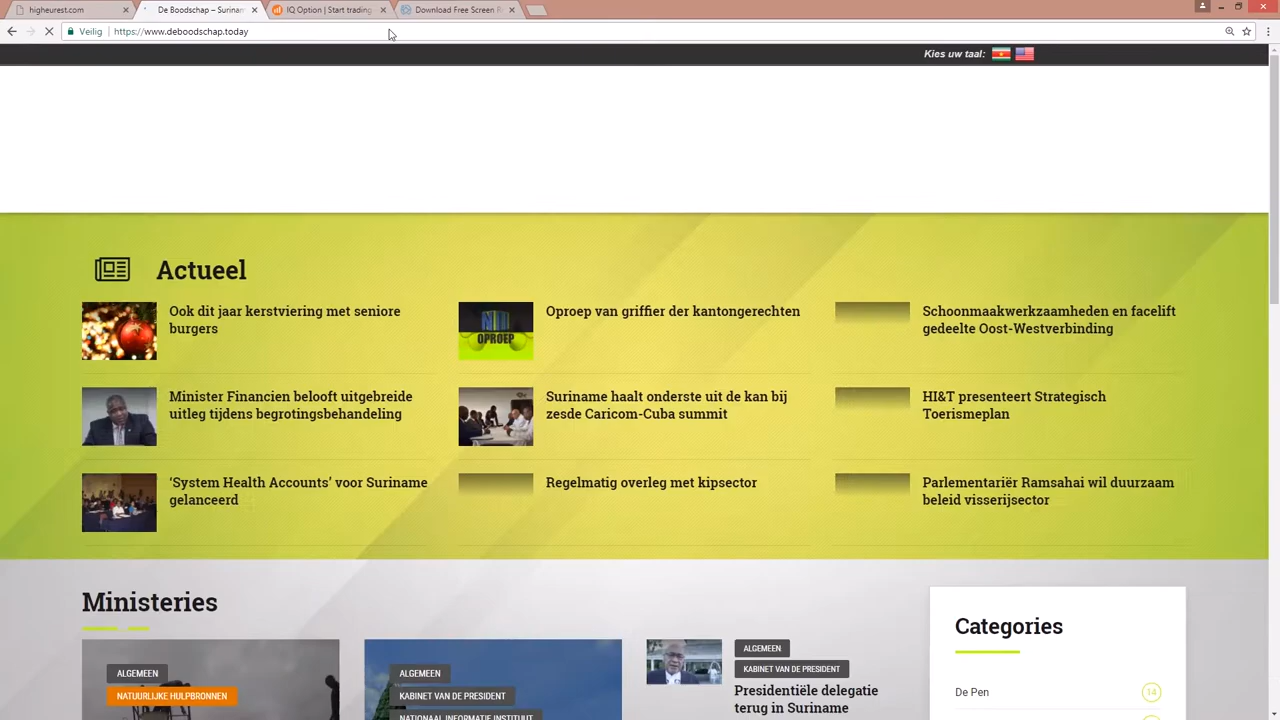 higheurest.com
De Boodschap – Surinam
IQ Option | Start trading
Download Free Screen R
Veilig
https://www.deboodschap.today
Kies uw taal:
Actueel
Ook dit jaar kerstviering met seniore
burgers
OPROEP
Oproep van griffier der kantongerechten
Schoonmaakwerkzaamheden en facelift
gedeelte Oost-Westverbinding
Minister Financien belooft uitgebreide
uitleg tijdens begrotingsbehandeling
Suriname haalt onderste uit de kan bij
zesde Caricom-Cuba summit
HI&T presenteert Strategisch
Toerismeplan
‘System Health Accounts’ voor Suriname
gelanceerd
Regelmatig overleg met kipsector
Parlementariër Ramsahai wil duurzaam
beleid visserijsector
Ministeries
ALGEMEEN
NATUURLIJKE HULPBRONNEN
ALGEMEEN
KABINET VAN DE PRESIDENT
NATIONAAL INFORMATIE INSTITUUT
ALGEMEEN
KABINET VAN DE PRESIDENT
Presidentiële delegatie
terug in Suriname
Categories
De Pen
14